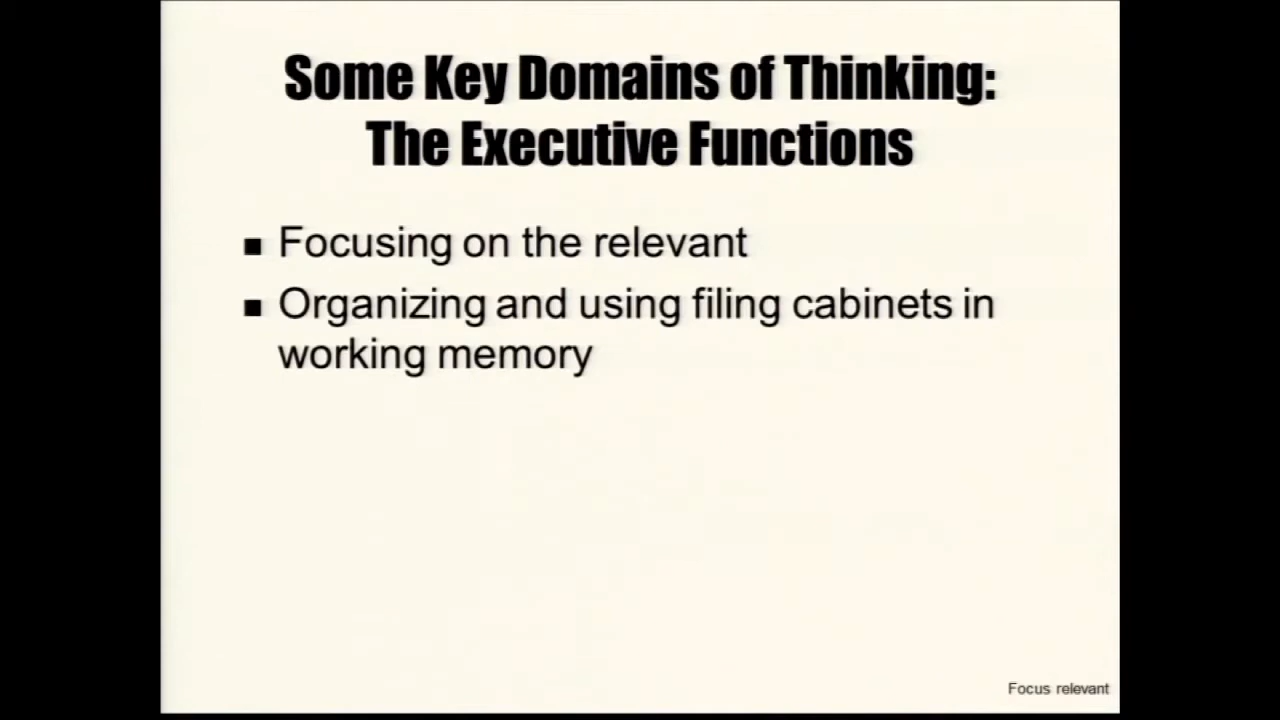 Some Key Domains of Thinking:
The Executive Functions
■ Focusing on the relevant
■ Organizing and using filing cabinets in
working memory
Focus relevant